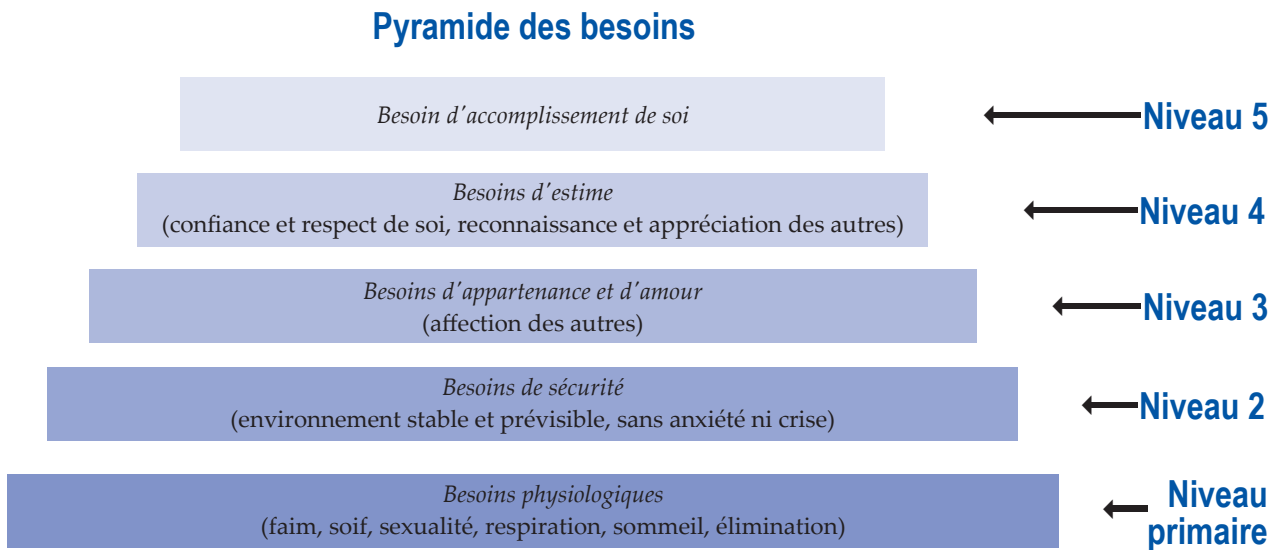 Pyramide des besoins
Besoin d'accomplissement de soi
Niveau 5
Besoins d'estime
(confiance et respect de soi, reconnaissance et appréciation des autres)
Niveau 4
Besoins d'appartenance et d'amour
(affection des autres)
Niveau 3
Besoins de sécurité
(environnement stable et prévisible, sans anxiété ni crise)
Niveau 2
Besoins physiologiques
(faim, soif, sexualité, respiration, sommeil, élimination)
Niveau
primaire